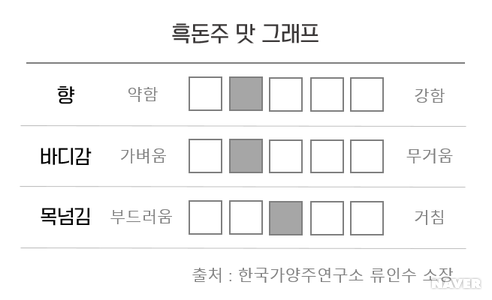 흑돈주 맛 그래프
향 약함 강함
바디감 가벼움 무거움
목넘김 부드러움 거침
출처 : 한국가양주연구소 류인수 소장
NAVER